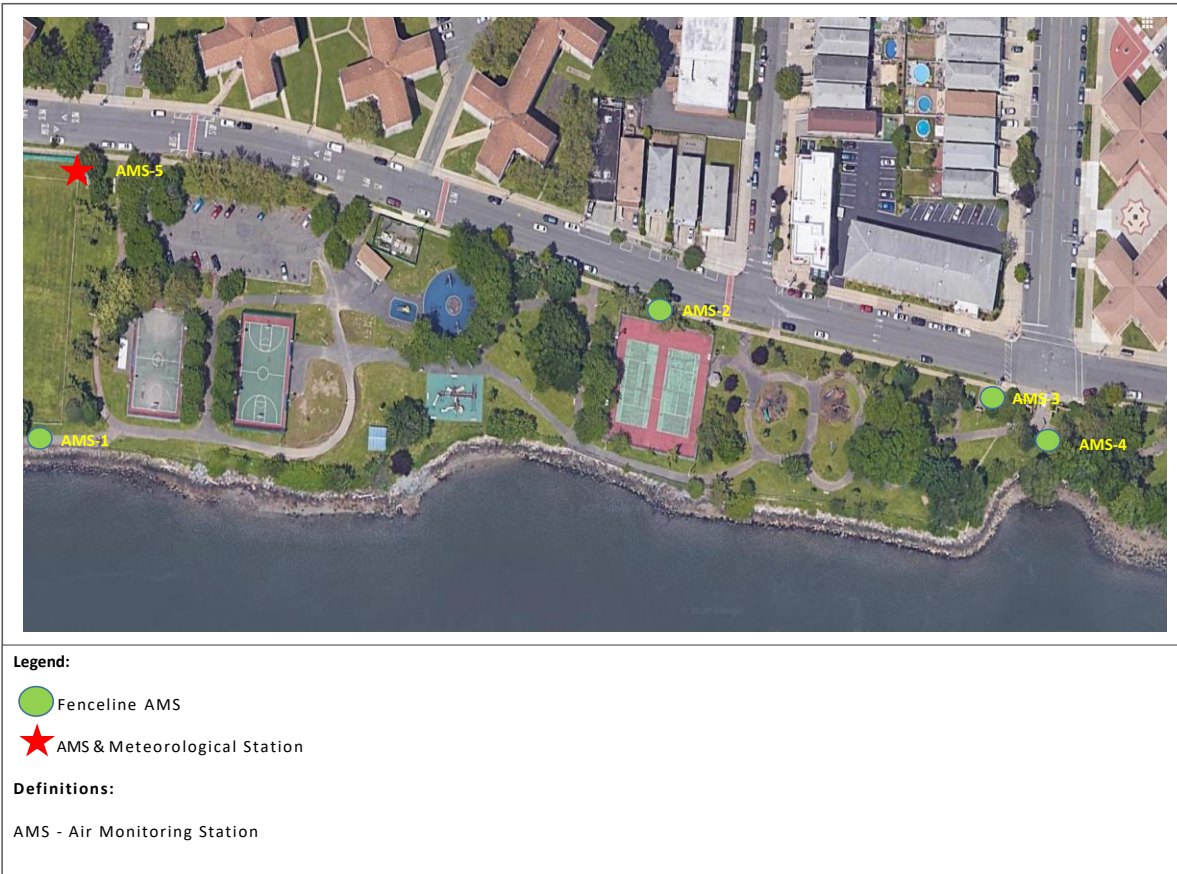 AMS-5
AMS-2
AMS-3
AMS-1
AMS-4
Legend:
Fenceline AMS
AMS & Meteorological Station
Definitions:
AMS - Air Monitoring Station